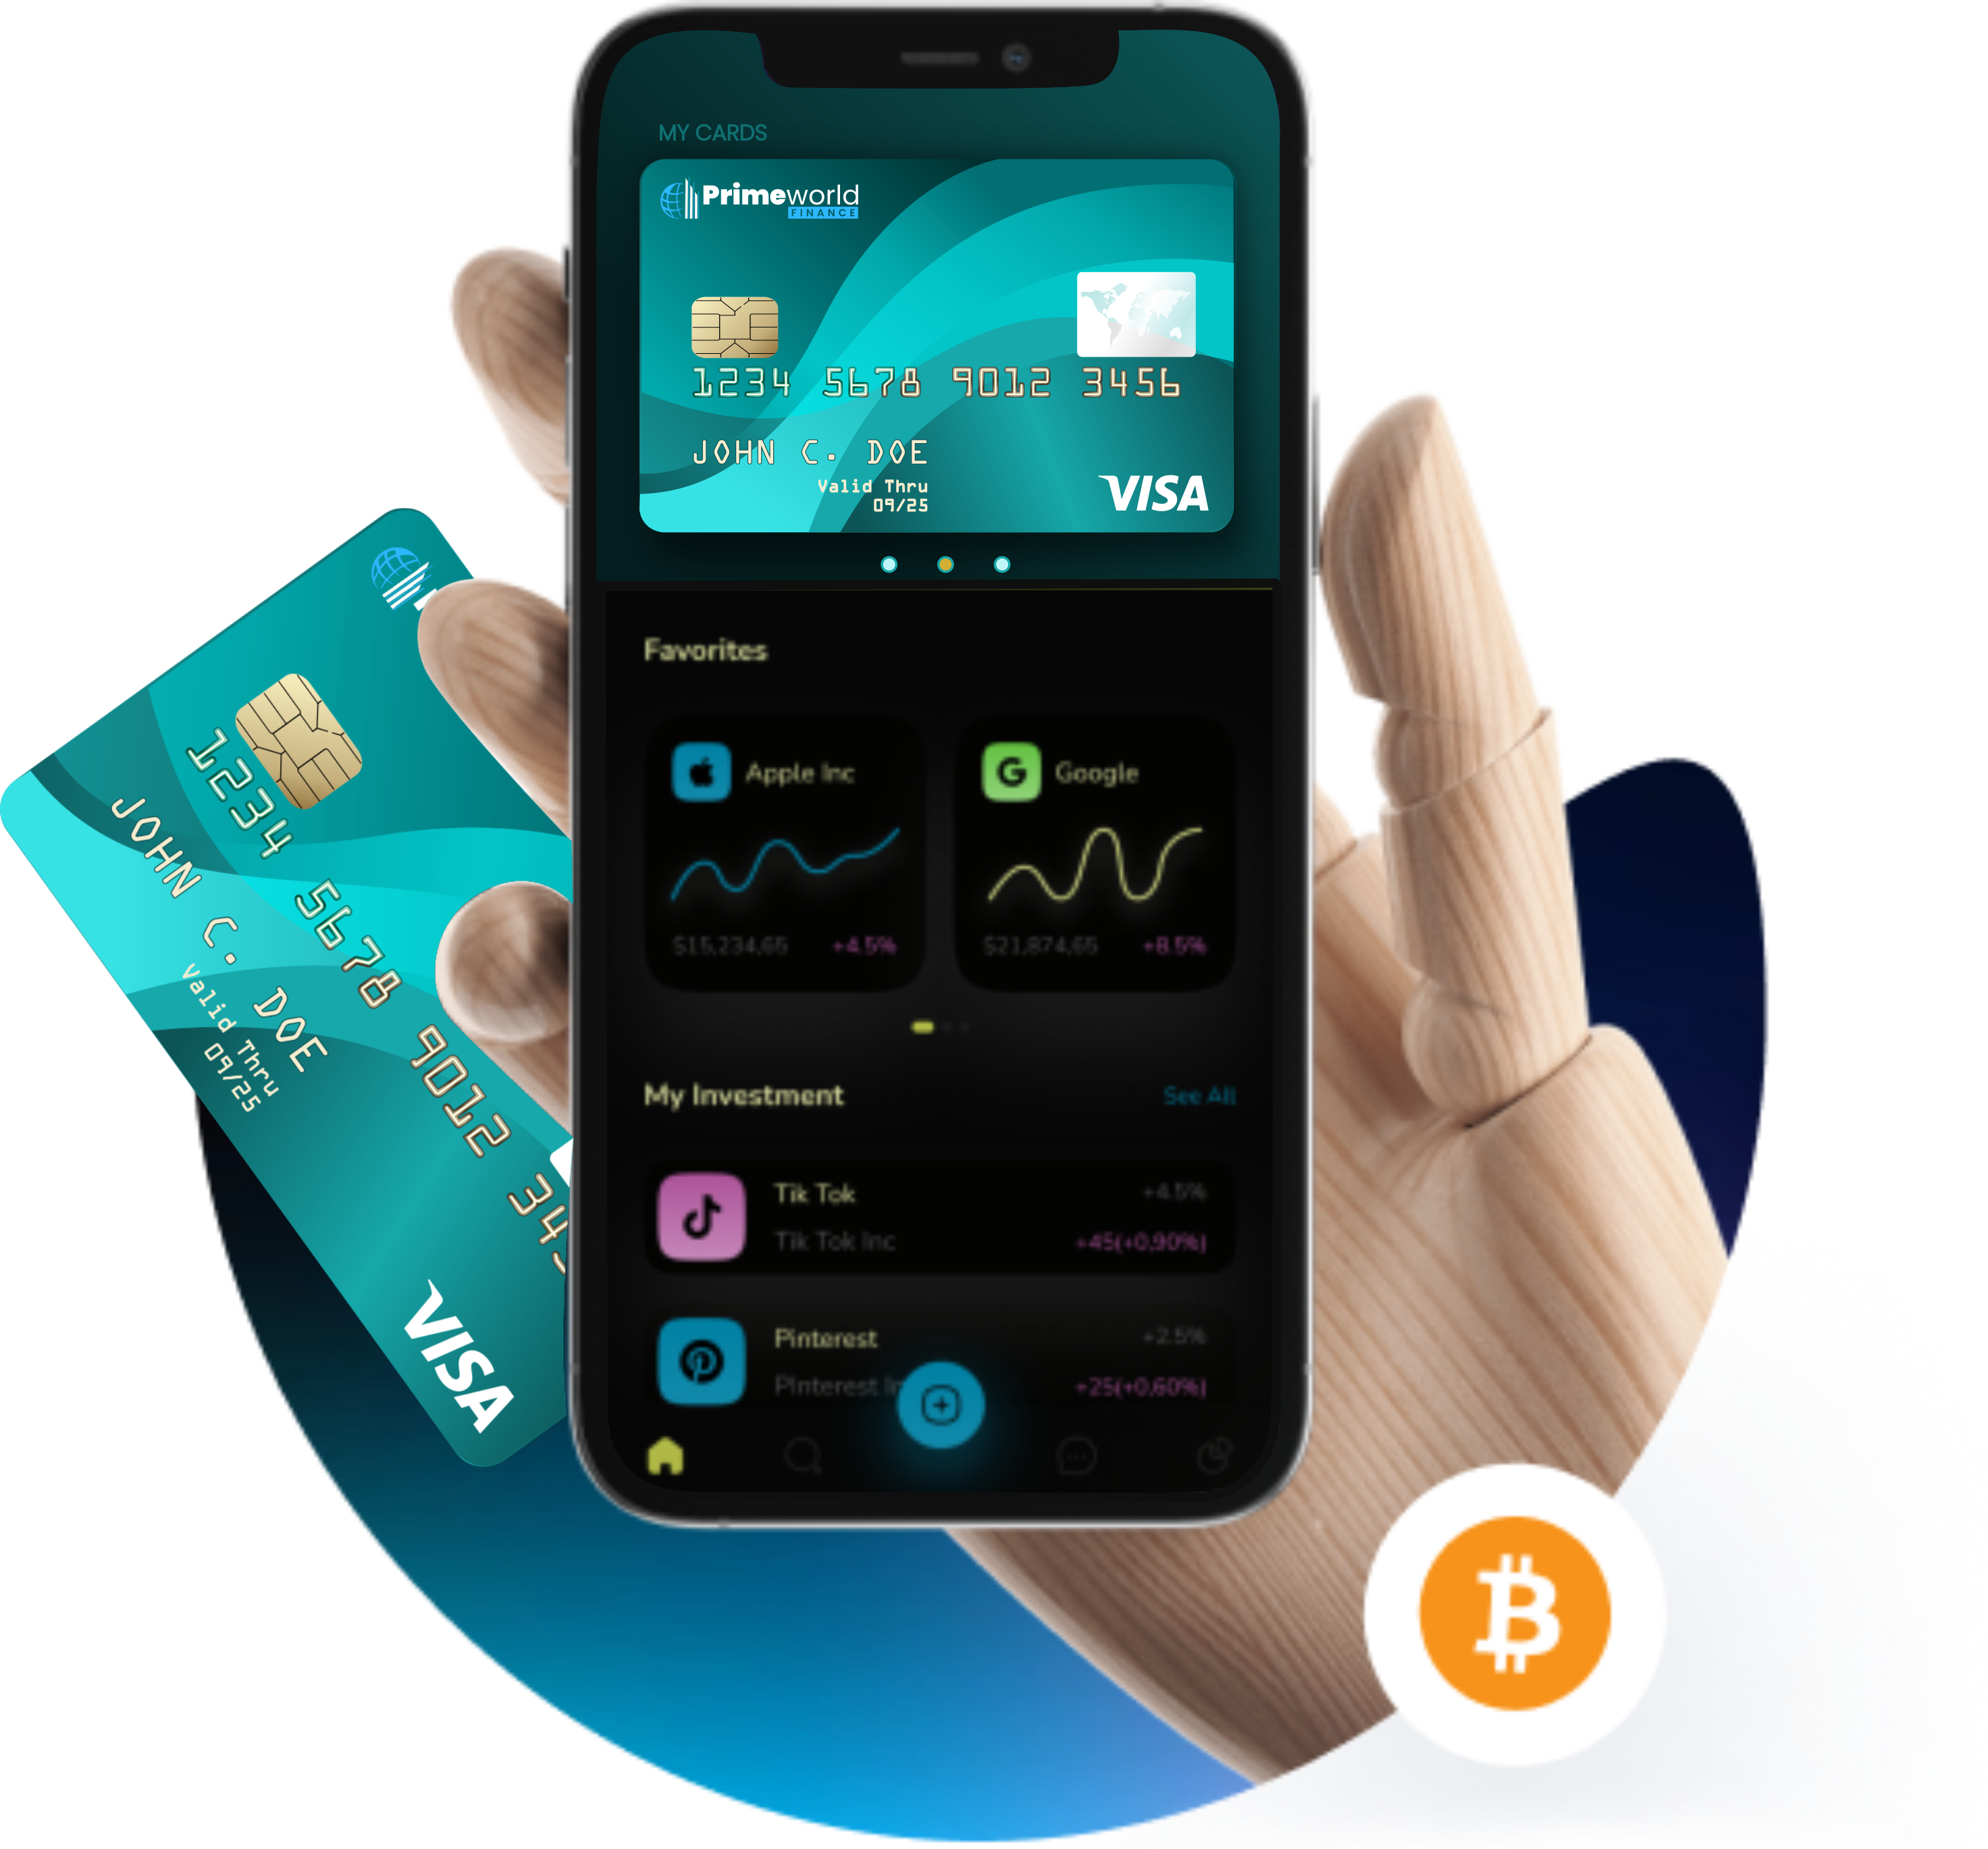 MY CARDS
Primeworld
FINANCE
1234 5678 9012 3456
JOHN C. DOE
Valid Thru
09/25
VISA
Favorites
Apple Inc
Google
$15,234,65 +4.5%
$21,874,65 +8.5%
My Investment
See All
Tik Tok
+4.5%
Tik Tok Inc
+45(+0,90%)
Pinterest
+2.5%
Pinterest In
+25(+0,60%)
1234 5678 9012 345
JOHN C. DOE
Valid Thru
09/25
VISA